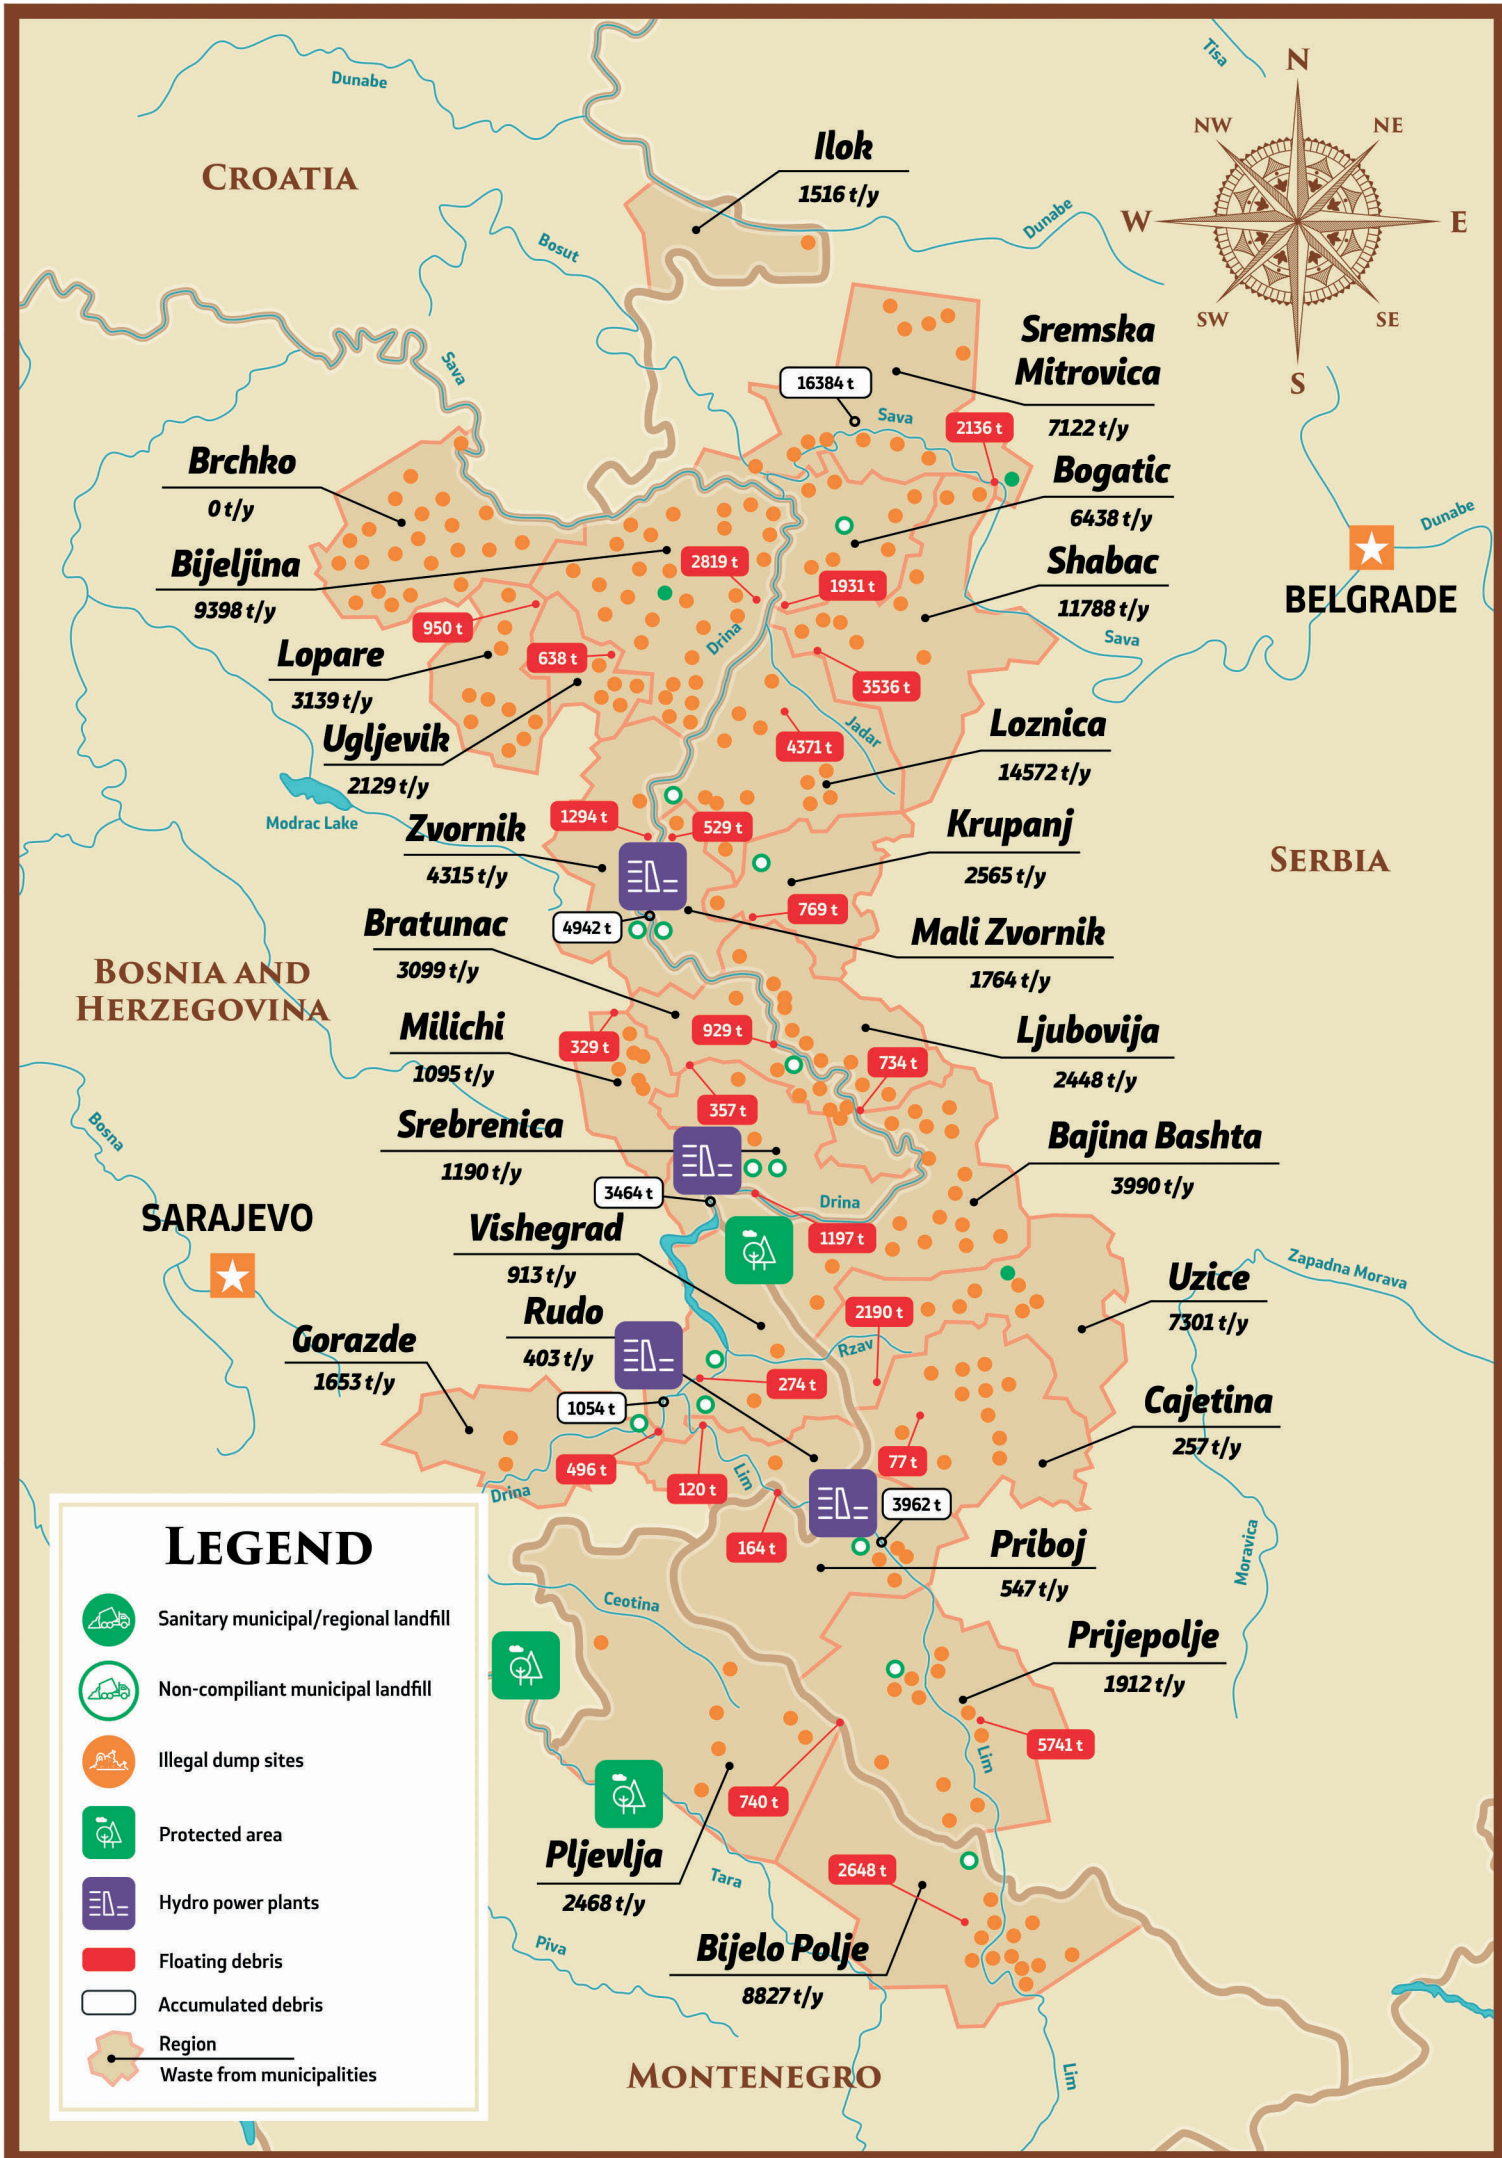 Dunabe
Tisa
N
NW
NE
W
E
SW
SE
S
CROATIA
Ilok
1516 t/y
Dunabe
Bosut
Sremska
Mitrovica
7122 t/y
16384 t
Sava
2136 t
Sava
Brchko
0 t/y
Bogatic
6438 t/y
Dunabe
BELGRADE
Bijeljina
9398 t/y
2819 t
1931 t
Shabac
11788 t/y
950 t
Drina
Sava
Lopare
3139 t/y
638 t
3536 t
Ugljevik
2129 t/y
4371 t
Jadar
Loznica
14572 t/y
Modrac Lake
Zvornik
4315 t/y
1294 t
529 t
Krupanj
2565 t/y
SERBIA
769 t
Bratunac
3099 t/y
4942 t
Mali Zvornik
1764 t/y
BOSNIA AND
HERZEGOVINA
Milichi
1095 t/y
329 t
929 t
734 t
Ljubovija
2448 t/y
Bosna
357 t
Srebrenica
1190 t/y
Bajina Bashta
3990 t/y
3464 t
Drina
1197 t
SARAJEVO
Vishegrad
913 t/y
Zapadna Morava
Uzice
7301 t/y
Rudo
403 t/y
2190 t
Rzav
Gorazde
1653 t/y
274 t
1054 t
Cajetina
257 t/y
496 t
120 t
Lim
77 t
Drina
3962 t
164 t
Priboj
547 t/y
Moravica
Ceotina
Prijepolje
1912 t/y
5741 t
Lim
740 t
Pljevlja
2468 t/y
Tara
2648 t
Piva
Bijelo Polje
8827 t/y
MONTENEGRO
Lim
LEGEND
Sanitary municipal/regional landfill
Non-compiliant municipal landfill
Illegal dump sites
Protected area
Hydro power plants
Floating debris
Accumulated debris
Region
Waste from municipalities